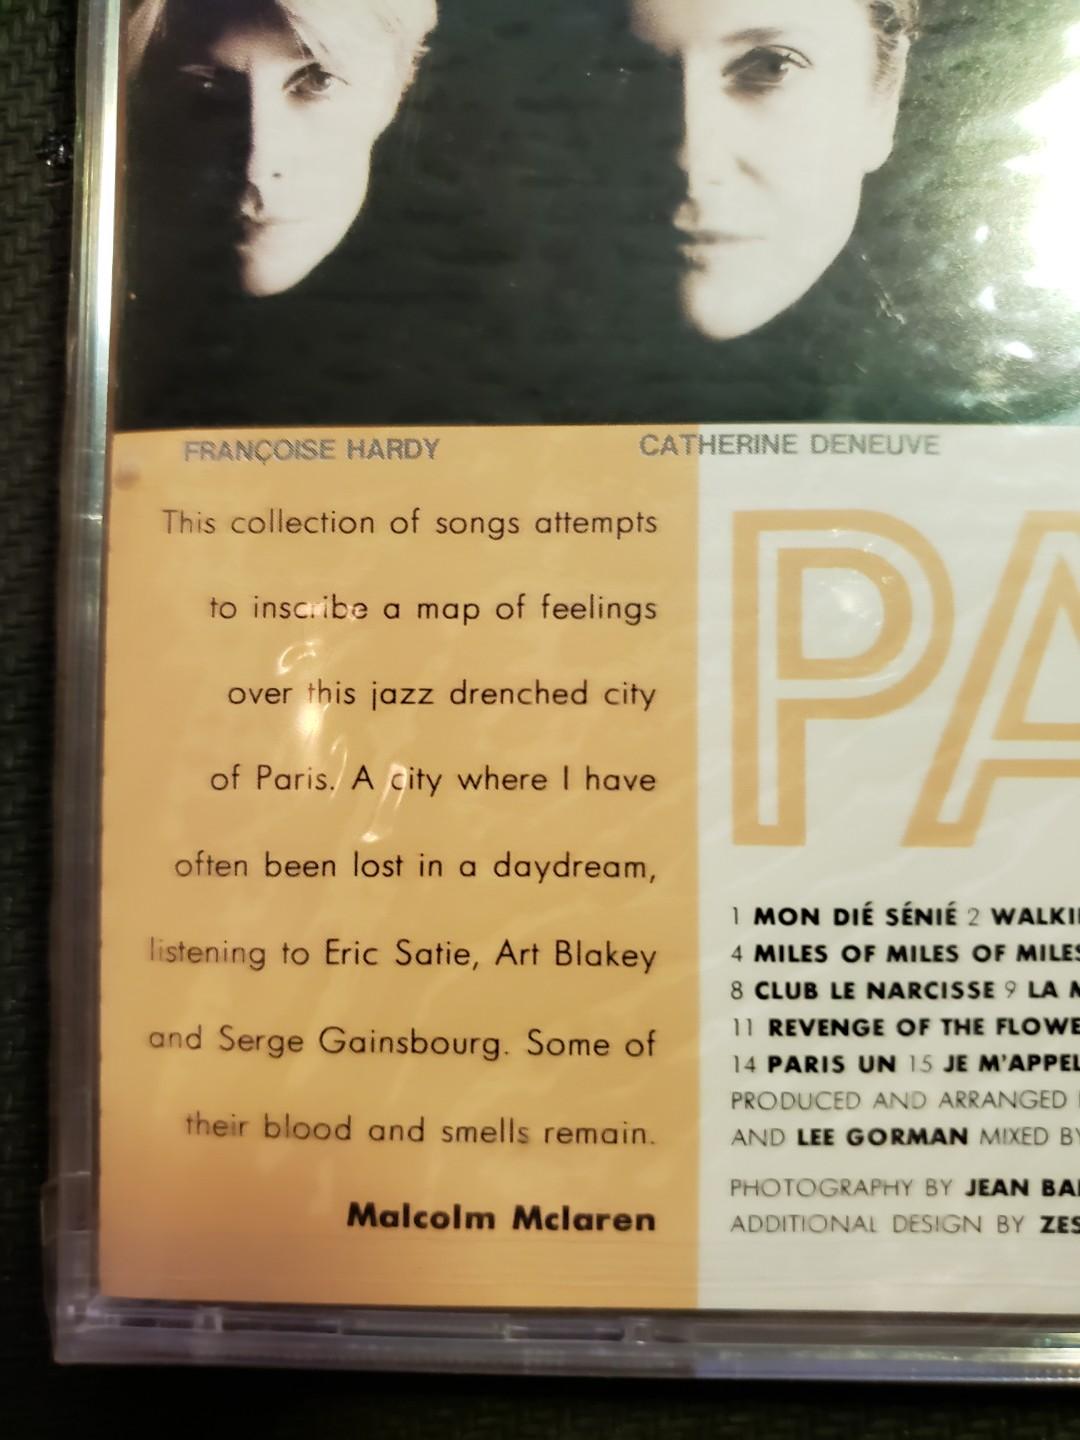 FRANÇOISE HARDY
CATHERINE DENEUVE
This collection of songs attempts
to inscribe a map of feelings
over this jazz drenched city
of Paris. A city where I have
often been lost in a daydream,
listening to Eric Satie, Art Blakey
and Serge Gainsbourg. Some of
their blood and smells remain.
Malcolm Mclaren
PA
1 MON DIÉ SÉNIÉ 2
4 MILES OF MILES OF MILES
8 CLUB LE NARCISSE 9 LA
11 REVENGE OF THE
14 PARIS UN 15 JE
PRODUCED AND ARRANGED
AND LEE GORMAN MIXED BY
PHOTOGRAPHY BY JEAN
ADDITIONAL DESIGN BY